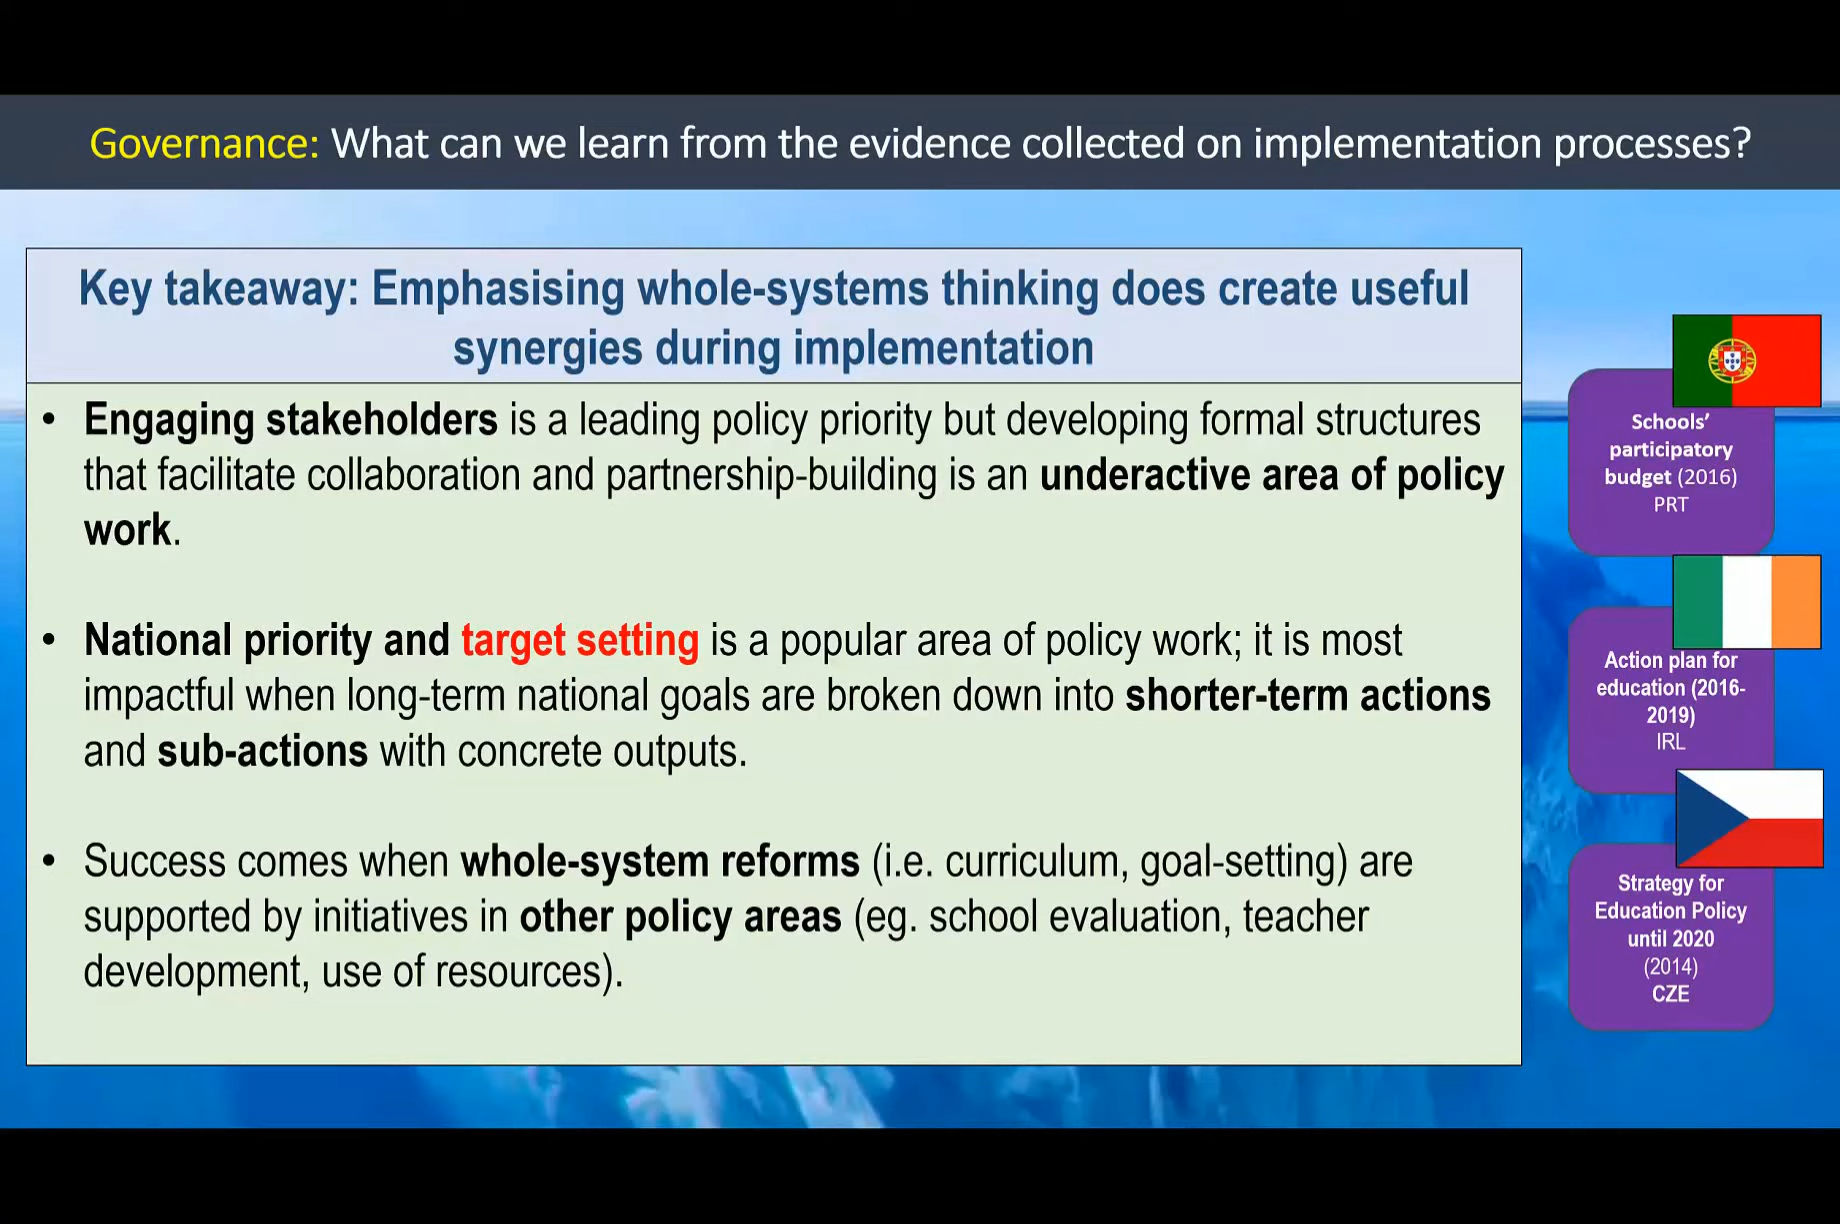 Governance: What can we learn from the evidence collected on implementation processes?
Key takeaway: Emphasising whole-systems thinking does create useful
synergies during implementation
• Engaging stakeholders is a leading policy priority but developing formal structures
that facilitate collaboration and partnership-building is an underactive area of policy
work.
• National priority and target setting is a popular area of policy work; it is most
impactful when long-term national goals are broken down into shorter-term actions
and sub-actions with concrete outputs.
• Success comes when whole-system reforms (i.e. curriculum, goal-setting) are
supported by initiatives in other policy areas (eg. school evaluation, teacher
development, use of resources).
Schools’
participatory
budget (2016)
PRT
Action plan for
education (2016-
2019)
IRL
Strategy for
Education Policy
until 2020
(2014)
CZE